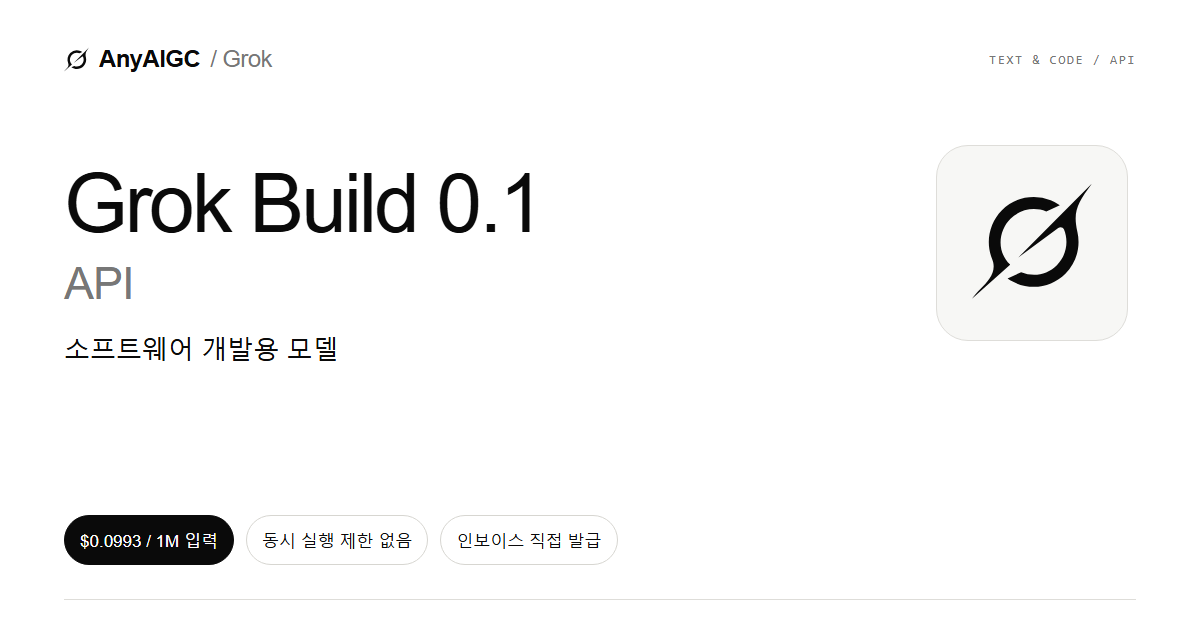 AnyAIGC / Grok
TEXT & CODE / API
Grok Build 0.1
API
소프트웨어 개발용 모델
$0.0993 / 1M 입력
동시 실행 제한 없음
인보이스 직접 발급